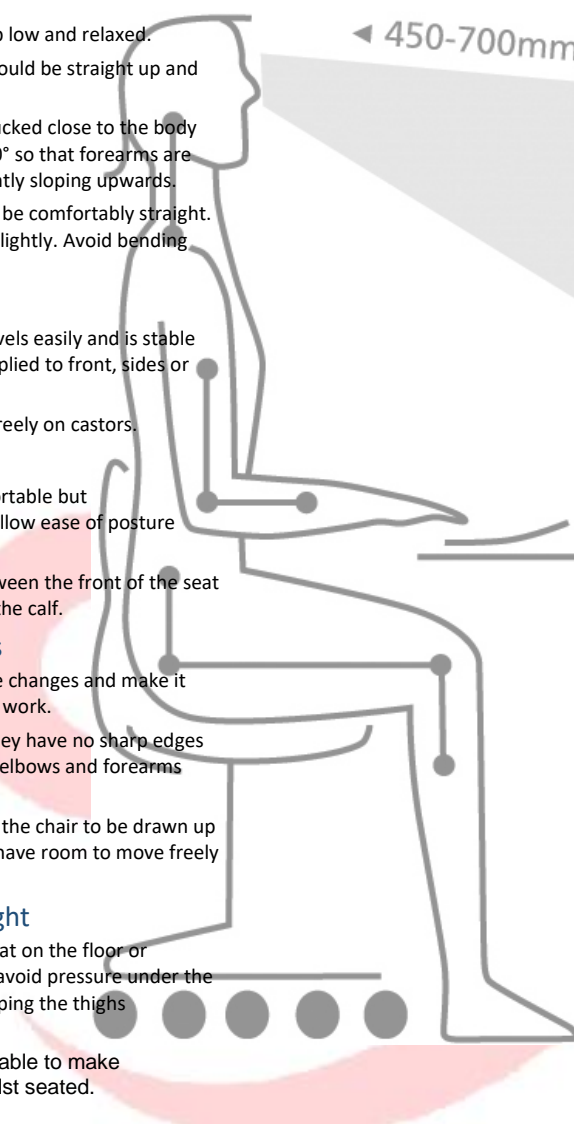 low and relaxed.
450-700mm
ould be straight up and
ucked close to the body
0° so that forearms are
ntly sloping upwards.
be comfortably straight.
lightly. Avoid bending
vels easily and is stable
plied to front, sides or
reely on castors.
rtable but
llow ease of posture
ween the front of the seat
the calf.
s
e changes and make it
work.
ey have no sharp edges
elbows and forearms
the chair to be drawn up
have room to move freely
ght
at on the floor or
avoid pressure under the
ping the thighs
able to make
lst seated.